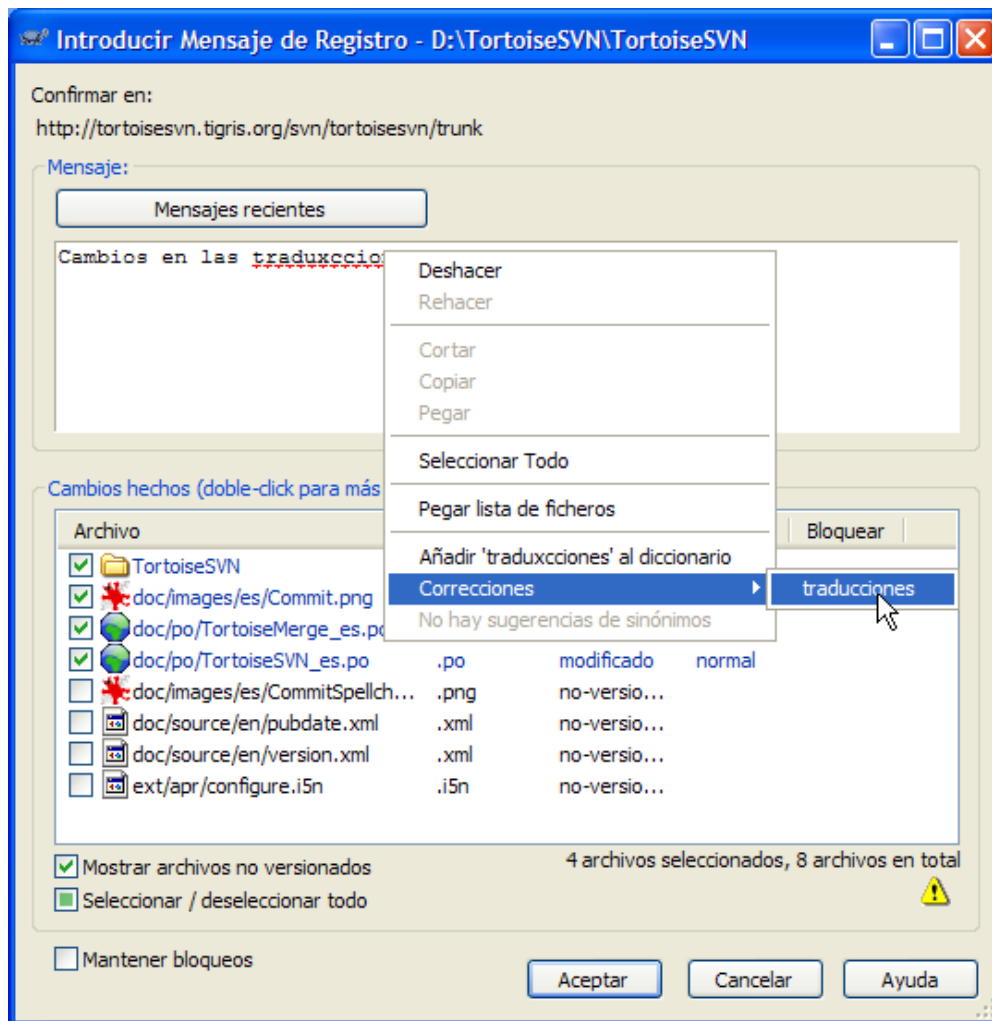 Introducir Mensaje de Registro - D:\TortoiseSVN\TortoiseSVN
Confirmar en:
http://tortoisesvn.tigris.org/svn/tortoisesvn/trunk
Mensaje:
Mensajes recientes
Cambios en las traduxccio
Deshacer
Rehacer
Cortar
Copiar
Pegar
Seleccionar Todo
Pegar lista de ficheros
Añadir 'traduxcciones' al diccionario
Correcciones
traducciones
No hay sugerencias de sinónimos
Cambios hechos (doble-click para más
Archivo Bloquear
TortoiseSVN
doc/images/es/Commit.png
doc/po/TortoiseMerge_es.po
doc/po/TortoiseSVN_es.po .po modificado normal
doc/images/es/CommitSpellch... .png no-versio...
doc/source/en/pubdate.xml .xml no-versio...
doc/source/en/version.xml .xml no-versio...
ext/apr/configure.i5n .i5n no-versio...
Mostrar archivos no versionados 4 archivos seleccionados, 8 archivos en total
Seleccionar / deseleccionar todo
Mantener bloqueos
Aceptar Cancelar Ayuda